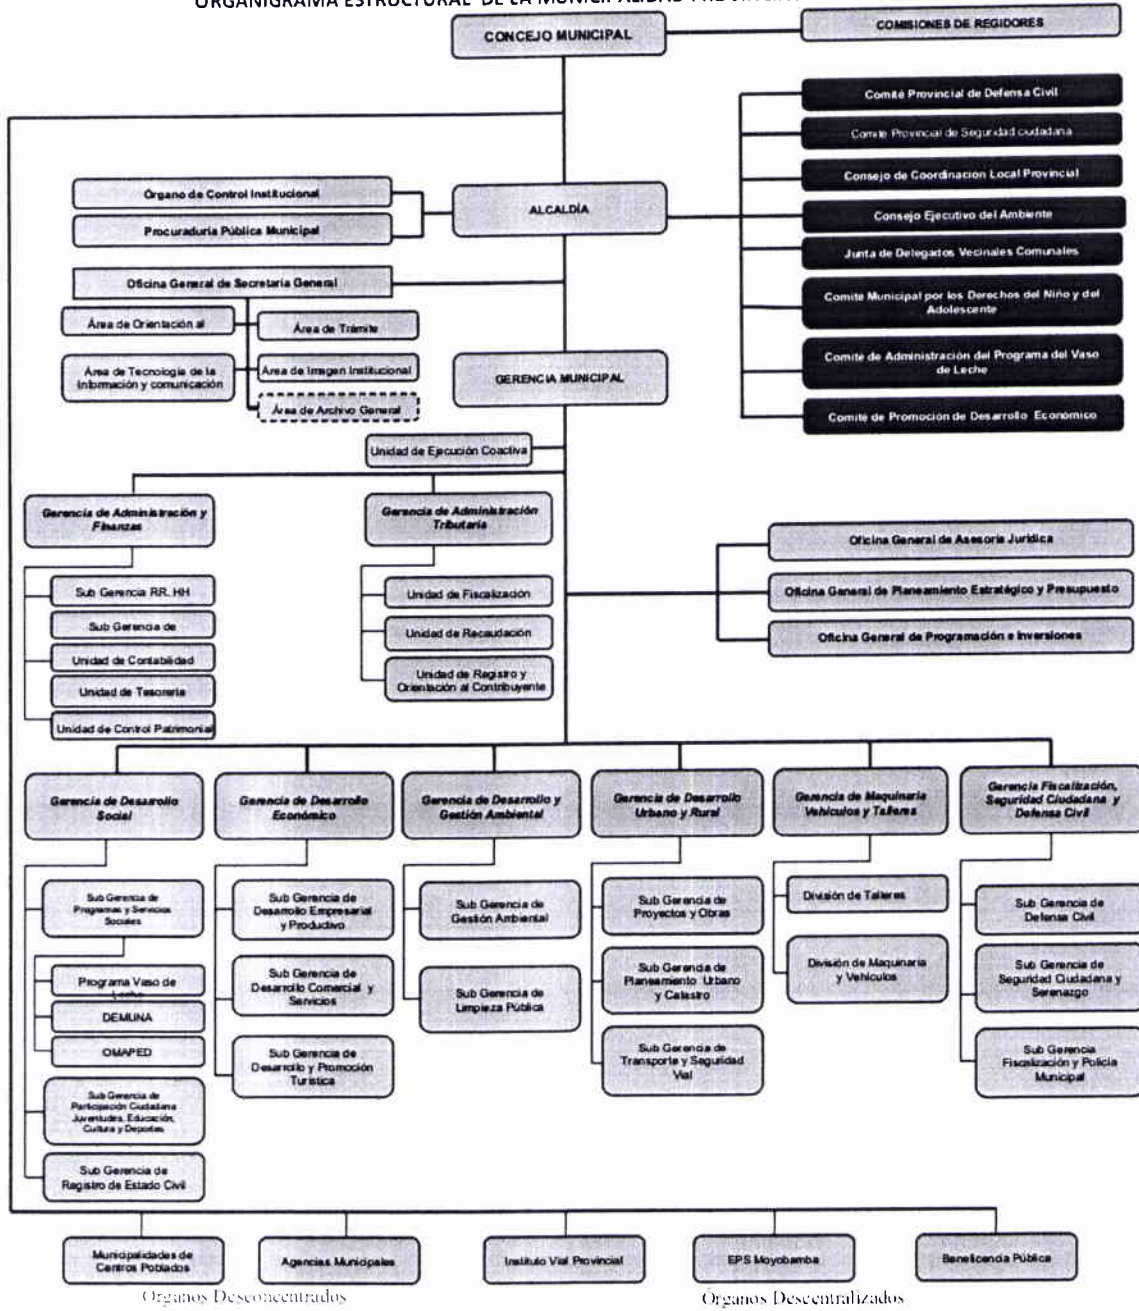 ORGANIGRAMA ESTRUCTURAL DE LA MUNICIPALIDAD
CONCEJO MUNICIPAL
COMISIONES DE REGIDORES
Comité Provincial de Defensa Civil
Comite Provincial de Seguridad ciudadana
Consejo de Coordinacion Local Provincial
Consejo Ejecutivo del Ambiente
Junta de Delegados Vecinales Comunales
Comite Municipal por los Derechos del Niño y del
Adolescente
Comite de Administración del Programa del Vaso
de Leche
Comité de Promoción de Desarrollo Económico
Organo de Control Institucional
Procuraduría Pública Municipal
ALCALDÍA
Oficina General de Secretaria General
Área de Orientación al
Área de Trámite
Área de Tecnología de la
Información y comunicación
Área de Imagen Institucional
Área de Archivo General
GERENCIA MUNICIPAL
Unidad de Ejecución Coactiva
Gerencia de Administración y
Finanzas
Sub Gerencia RR. HH
Sub Gerencia de
Unidad de Contabilidad
Unidad de Tesoreria
Unidad de Control Patrimonial
Gerencia de Administración
Tributaria
Unidad de Fiscalización
Unidad de Recaudación
Unidad de Registro y
Orientación al Contribuyente
Oficina General de Asesoria Jurídica
Oficina General de Planeamiento Estratégico y Presupuesto
Oficina General de Programación e Inversiones
Gerencia de Desarrollo
Social
Sub Gerencia de
Programas y Servicios
Sociales
Programa Vaso de
Leche
DEMUNA
OMAPED
Sub Gerencia de
Participación Ciudadana
Juventudes, Educación,
Cultura y Deportes
Sub Gerencia de
Registro de Estado Civil
Gerencia de Desarrollo
Económico
Sub Gerencia de
Desarrollo Empresarial
y Productivo
Sub Gerencia de
Desarrollo Comercial y
Servicios
Sub Gerencia de
Desarrollo y Promoción
Turística
Gerencia de Desarrollo y
Gestión Ambiental
Sub Gerencia de
Gestión Ambiental
Sub Gerencia de
Limpieza Pública
Gerencia de Desarrollo
Urbano y Rural
Sub Gerencia de
Proyectos y Obras
Sub Gerencia de
Planeamiento Urbano
y Catastro
Sub Gerencia de
Transporte y Seguridad
Vial
Gerencia de Maquinaria
Vehículos y Talleres
División de Talleres
División de Maquinaria
y Vehículos
Gerencia Fiscalización,
Seguridad Ciudadana y
Defensa Civil
Sub Gerencia de
Defensa Civil
Sub Gerencia de
Seguridad Ciudadana y
Serenazgo
Sub Gerencia
Fiscalización y Policía
Municipal
Municipalidades de
Centros Poblados
Agencias Municipales
Instituto Vial Provincial
EPS Moyobamba
Beneficencia Pública
Organos Desconcentrados
Órganos Descentralizados